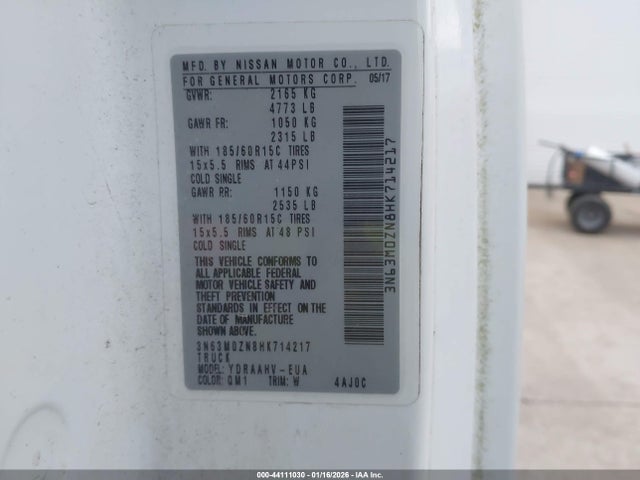 MFD. BY NISSAN MOTOR CO., LTD.
FOR GENERAL MOTORS CORP. 05/17
GVWR: 2165 KG
4773 LB
GAWR FR: 1050 KG
2315 LB
WITH 185/60R15C TIRES
15x5.5 RIMS AT 44PSI
COLD SINGLE
GAWR RR: 1150 KG
2535 LB
WITH 185/60R15C TIRES
15x5.5 RIMS AT 48 PSI
COLD SINGLE
THIS VEHICLE CONFORMS TO
ALL APPLICABLE FEDERAL
MOTOR VEHICLE SAFETY AND
THEFT PREVENTION
STANDARDS IN EFFECT ON THE
DATE OF MANUFACTURE
SHOWN ABOVE.
3N63M0ZN8HK714217
TRUCK
MODEL: YDRAAHV-EUA
COLOR: QM1 TRIM: W 4AJ0C
3N63M0ZN8HK714217
000-44111030 - 01/16/2026 - IAA Inc.